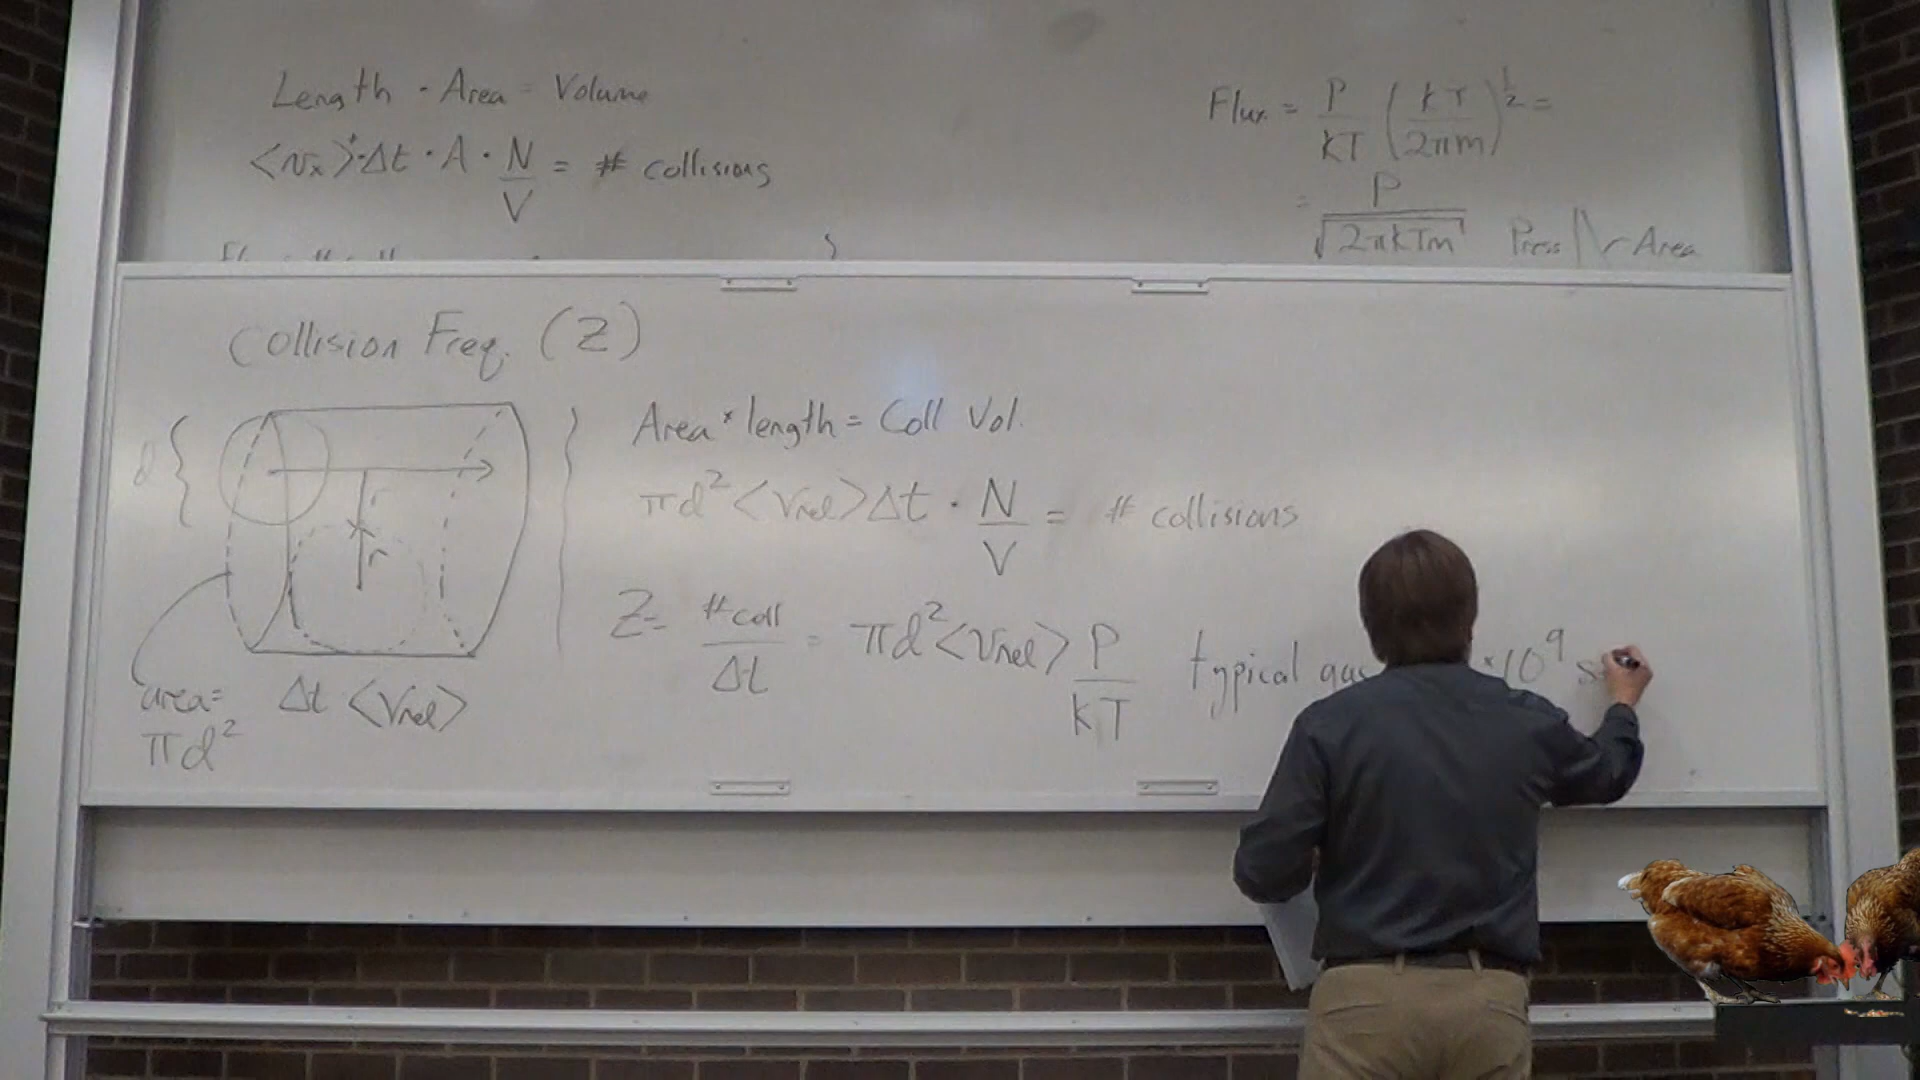 Length · Area = Volume
<vx>⁺·Δt · A · N/V = # collisions
Flux = P/kT (kT/2πm)^1/2 =
= P/√2πkTm Press Area
Collision Freq. (Z)
d
r
r
area=
πd²
Δt <Vrel>
Area * length = Coll Vol.
πd² <Vrel> Δt · N/V = # collisions
Z = # coll/Δt = πd² <Vrel> P/kT
typical gas *10⁹ s